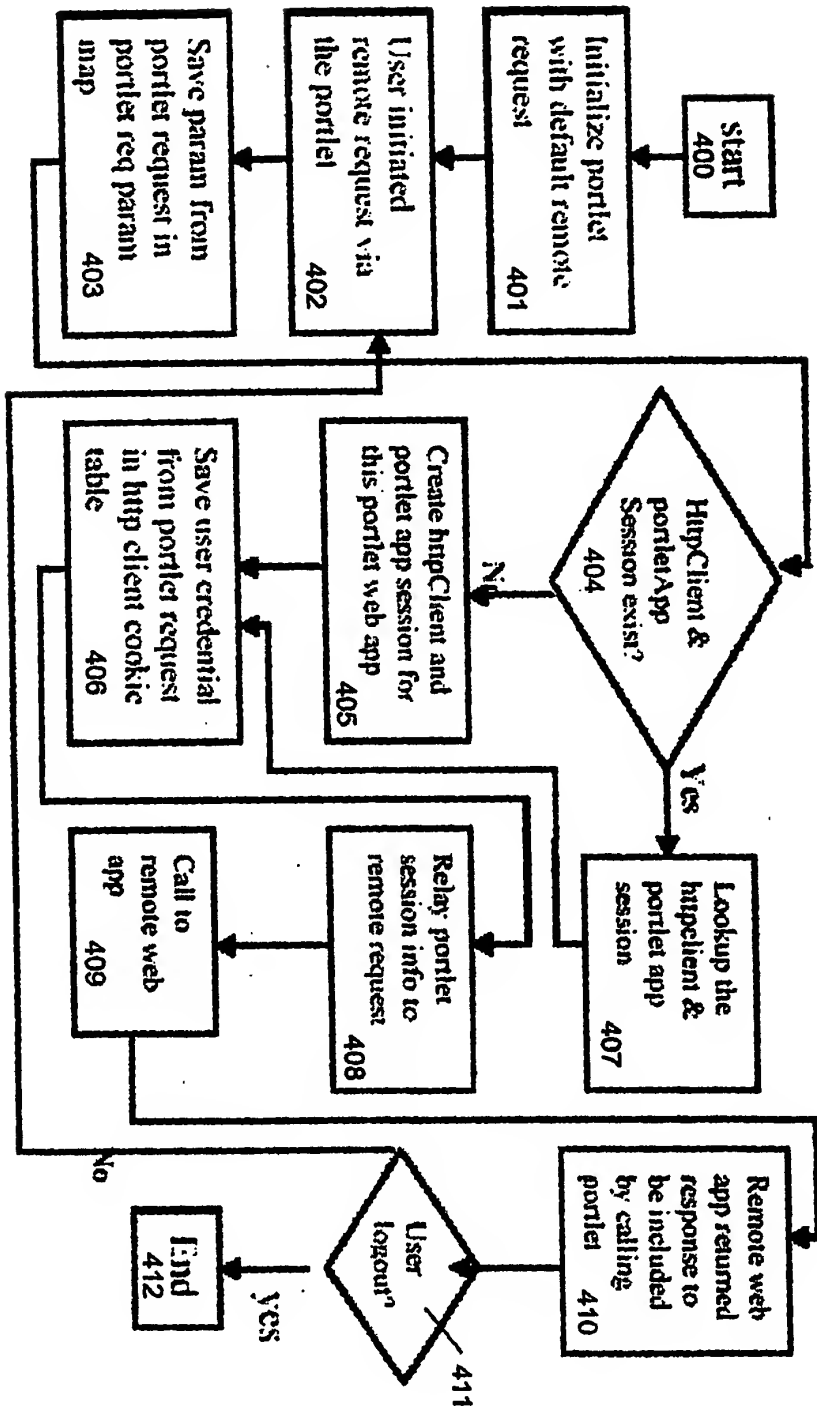 start
400
Initialize portlet
with default remote
request
401
User initiated
remote request via
the portlet
402
Save param from
portlet request in
portlet req param
map
403
HttpClient &
portletApp
Session exist?
404
No
Yes
Create httpClient and
portlet app session for
this portlet web app
405
Save user credential
from portlet request
in http client cookie
table
406
Lookup the
httpclient &
portlet app
session
407
Relay portlet
session info to
remote request
408
Call to
remote web
app
409
Remote web
app returned
response to
be included
by calling
portlet
410
User
logout?
411
No
yes
End
412